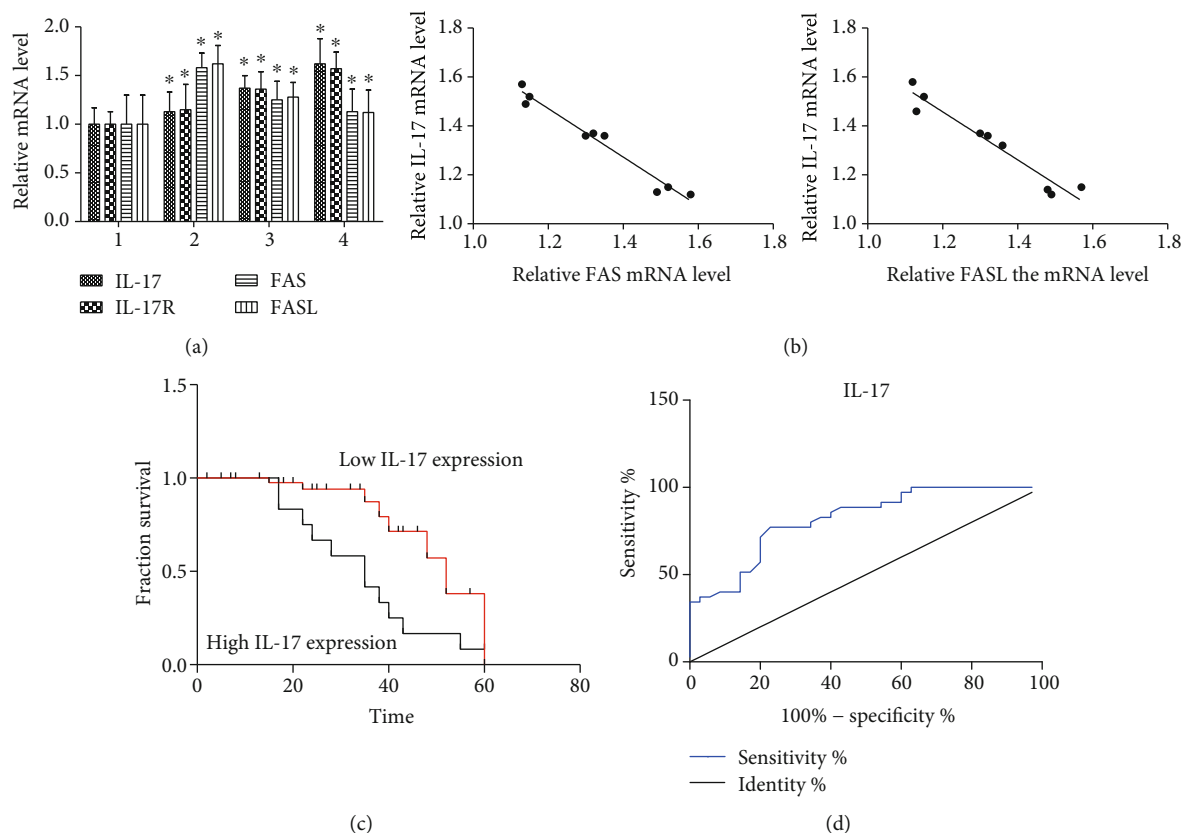 Relative mRNA level
2.0
1.5
1.0
0.5
0.0
* * * * * * * * * * * *
1 2 3 4
IL-17
IL-17R
FAS
FASL
(a)
Relative IL-17 mRNA level
1.8
1.6
1.4
1.2
1.0
1.0 1.2 1.4 1.6 1.8
Relative FAS mRNA level
Relative IL-17 mRNA level
1.8
1.6
1.4
1.2
1.0
1.0 1.2 1.4 1.6 1.8
Relative FASL the mRNA level
(b)
Fraction survival
1.5
1.0
0.5
0.0
Low IL-17 expression
High IL-17 expression
0 20 40 60 80
Time
(c)
IL-17
Sensitivity %
150
100
50
0
0 20 40 60 80 100
100% − specificity %
Sensitivity %
Identity %
(d)